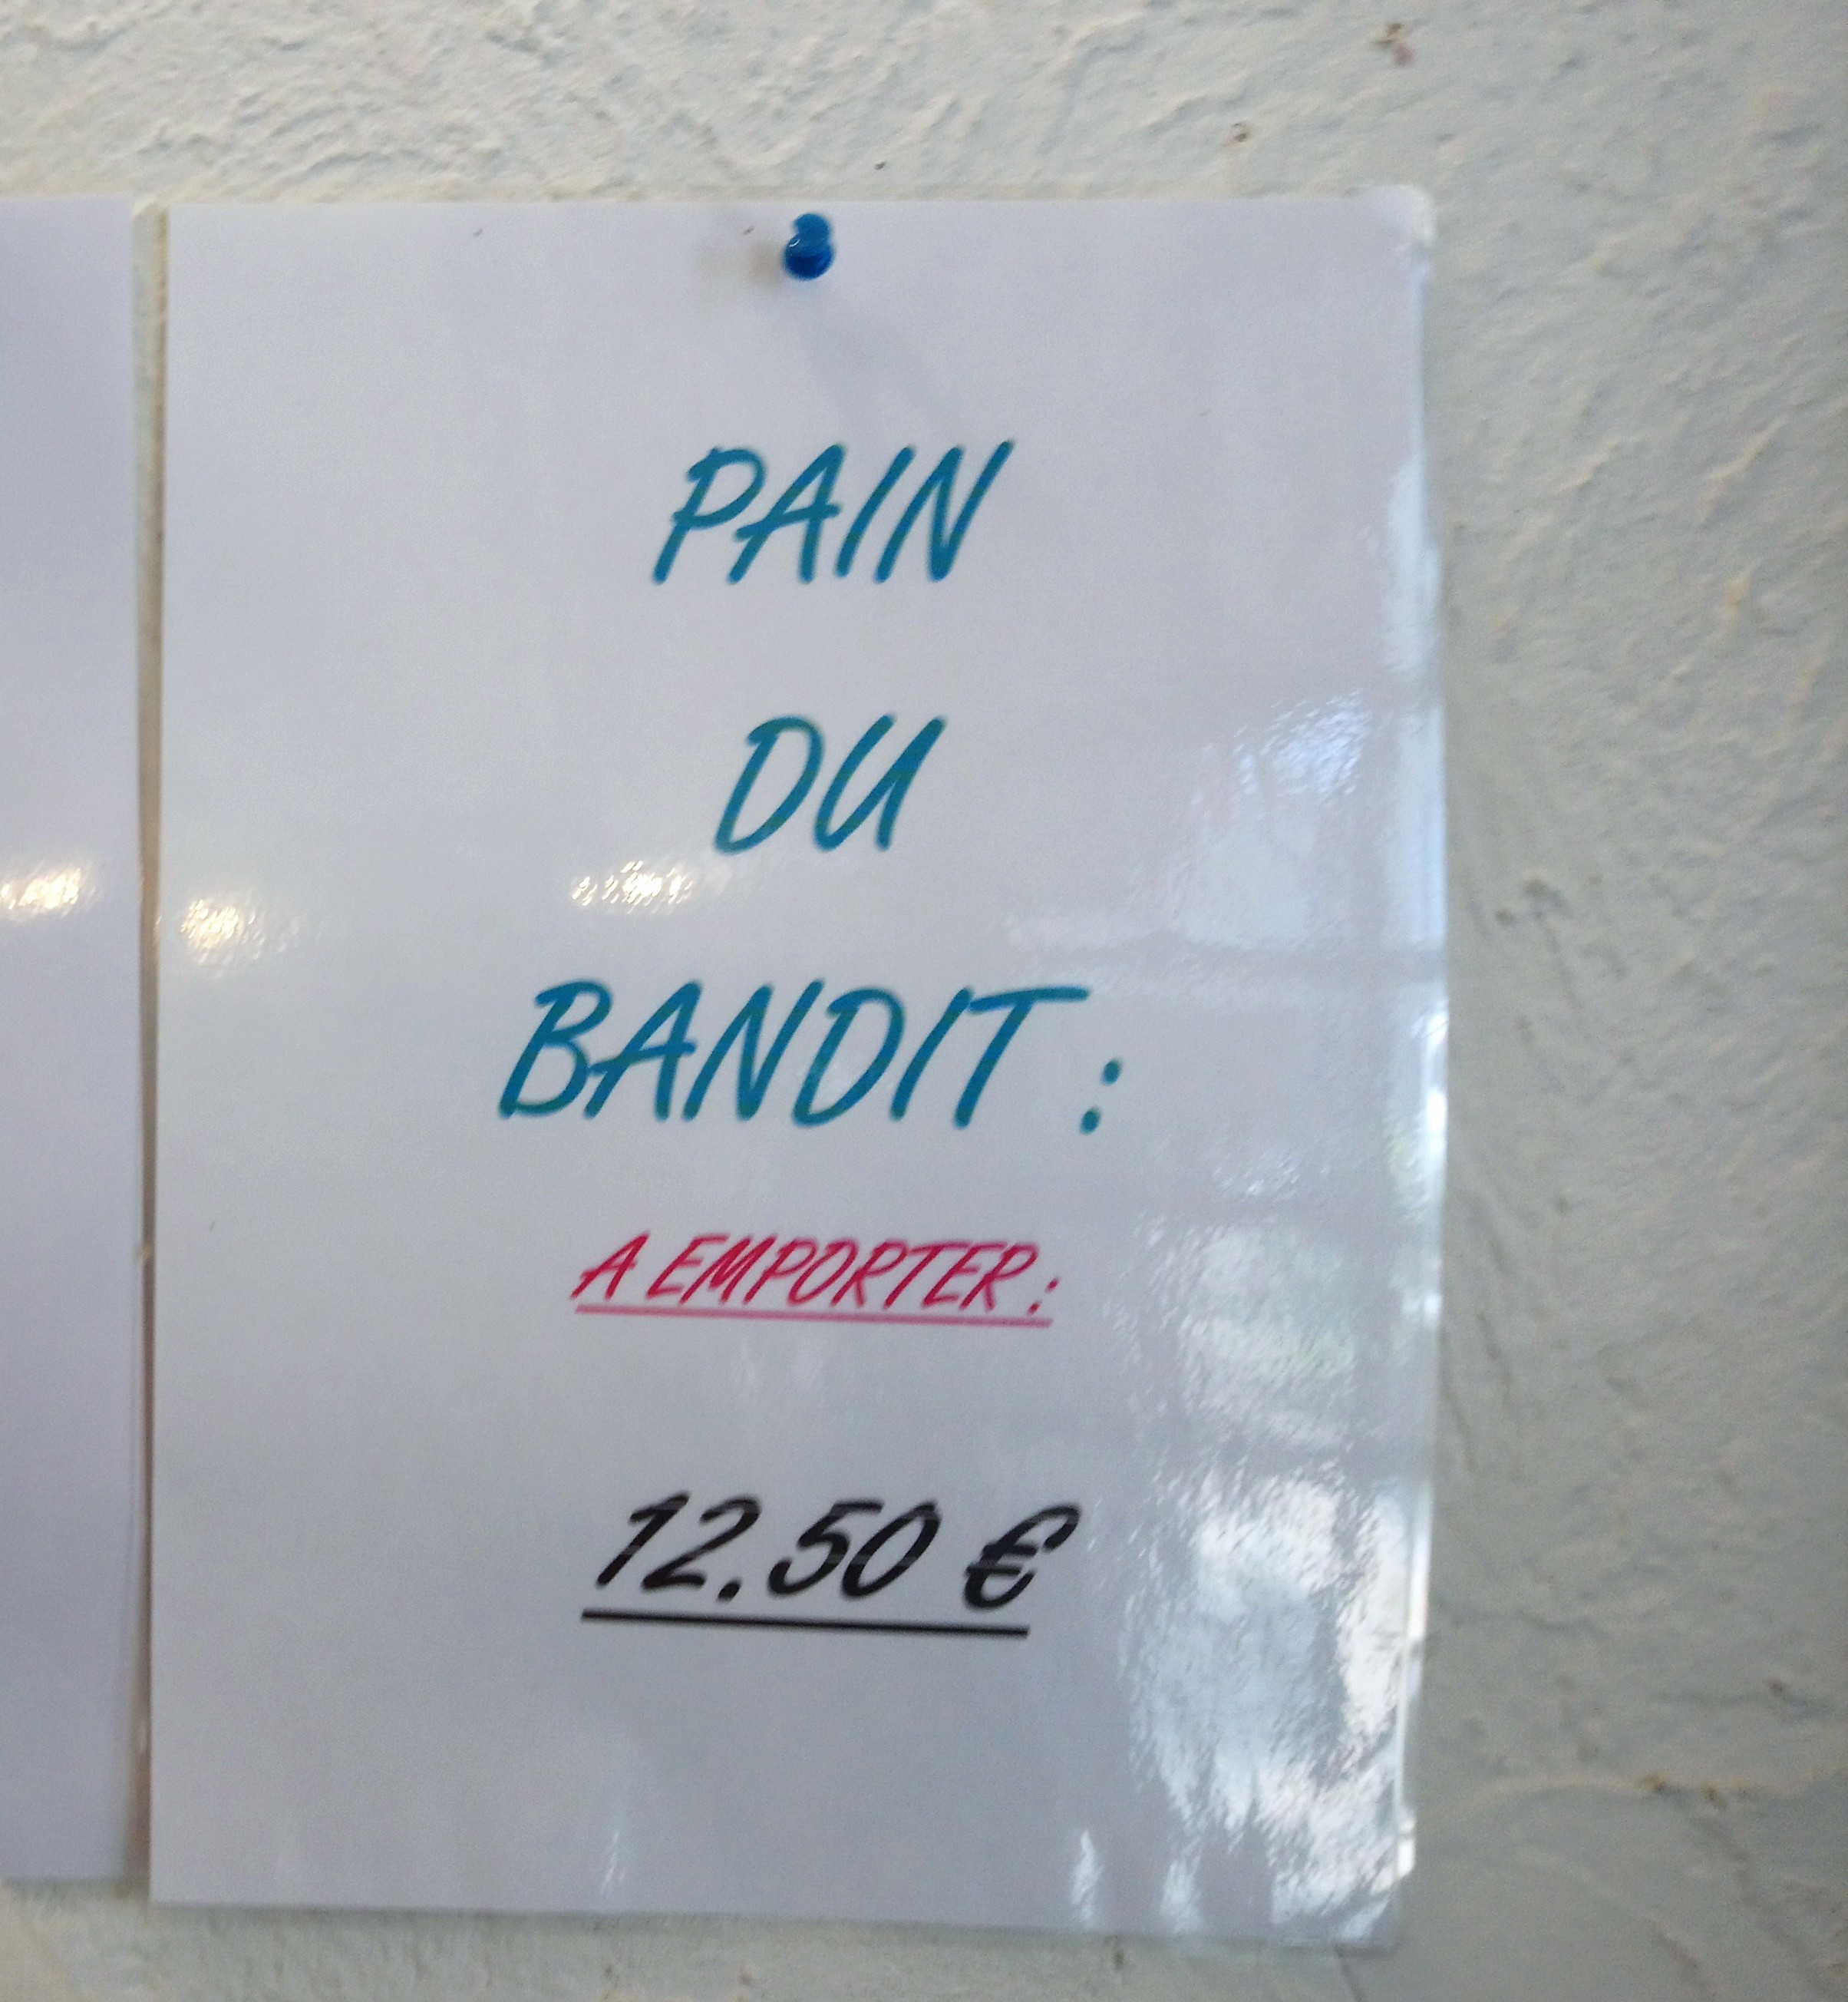 PAIN
DU
BANDIT :
A EMPORTER :
12.50 €